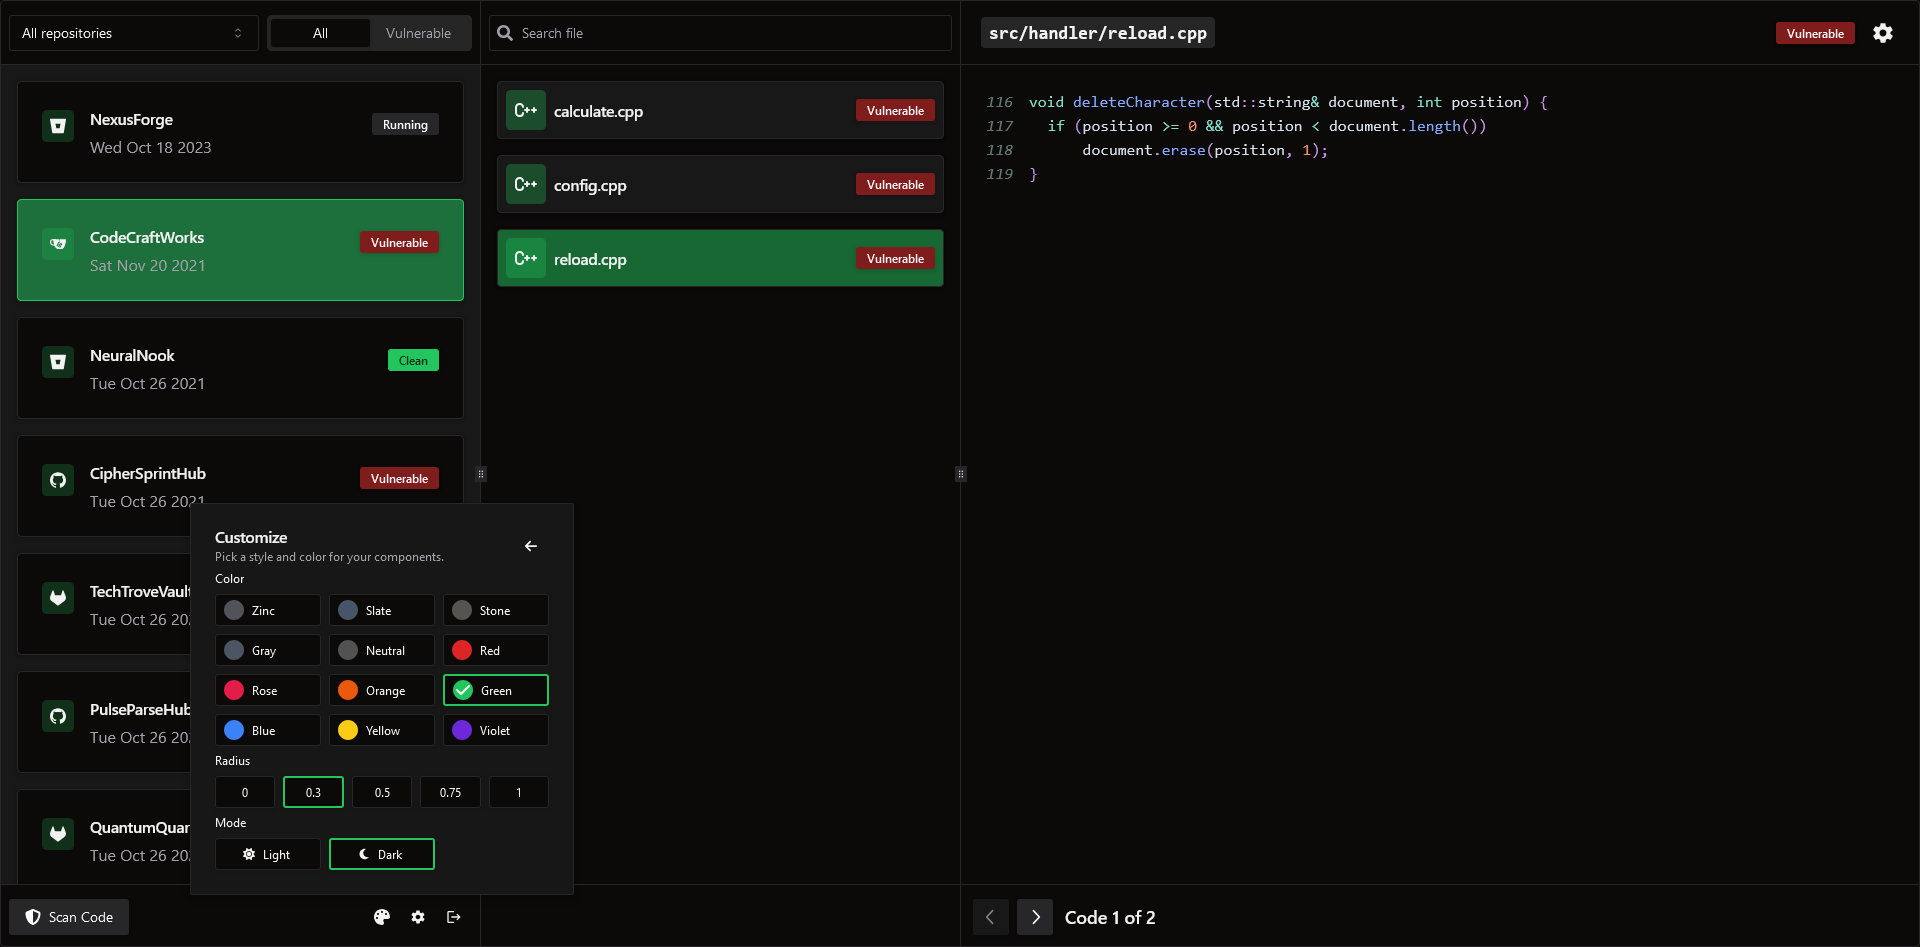 All repositories
All
Vulnerable
NexusForge
Running
Wed Oct 18 2023
CodeCraftWorks
Vulnerable
Sat Nov 20 2021
NeuralNook
Clean
Tue Oct 26 2021
CipherSprintHub
Vulnerable
Tue Oct 26 2021
TechTroveVault
Tue Oct 26 20
PulseParseHub
Tue Oct 26 20
QuantumQuar
Tue Oct 26 20
Customize
Pick a style and color for your components.
Color
Zinc
Slate
Stone
Gray
Neutral
Red
Rose
Orange
Green
Blue
Yellow
Violet
Radius
0
0.3
0.5
0.75
1
Mode
Light
Dark
Scan Code
Search file
C++
calculate.cpp
Vulnerable
C++
config.cpp
Vulnerable
C++
reload.cpp
Vulnerable
src/handler/reload.cpp
Vulnerable
116 void deleteCharacter(std::string& document, int position) {
117 if (position >= 0 && position < document.length())
118 document.erase(position, 1);
119 }
Code 1 of 2